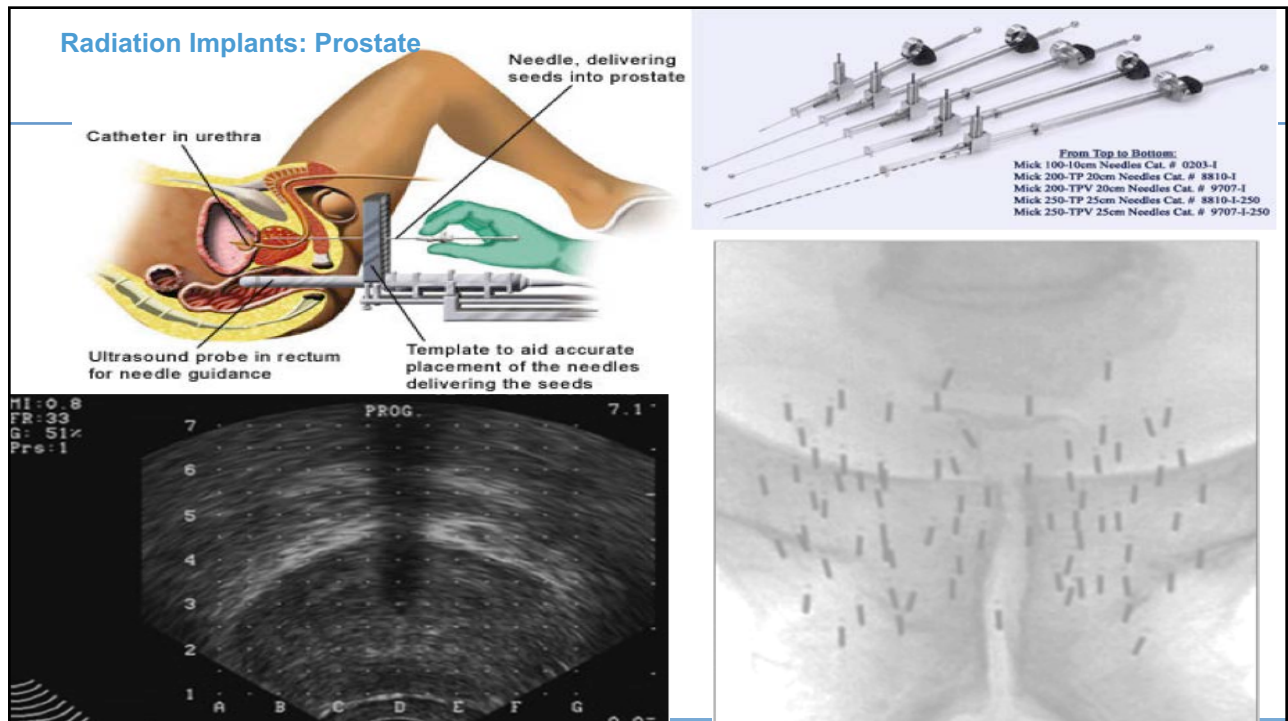 Radiation Implants: Prostate
Needle, delivering
seeds into prostate
Catheter in urethra
Ultrasound probe in rectum
for needle guidance
Template to aid accurate
placement of the needles
delivering the seeds
From Top to Bottom:
Mick 100-10cm Needles Cat. # 0203-I
Mick 200-TP 20cm Needles Cat. # 8810-I
Mick 200-TPV 20cm Needles Cat. # 9707-I
Mick 250-TP 25cm Needles Cat. # 8810-I-250
Mick 250-TPV 25cm Needles Cat. # 9707-I-250
MI:0.8
FR:33
G: 51%
Prs:1
PROG.
7.1
7
6
5
4
3
2
1
A B C D E F G